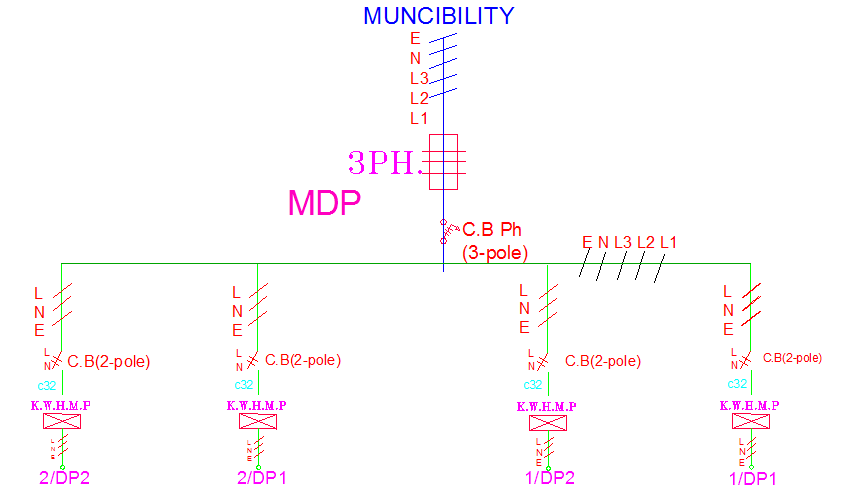 MUNCIBILITY
E
N
L3
L2
L1
3PH.
MDP
C.B Ph
(3-pole)
E N L3 L2 L1
L
N
E
L
N
E
L
N
E
L
N
E
L
N
C.B(2-pole)
L
N
C.B(2-pole)
L
N
C.B(2-pole)
L
N
C.B(2-pole)
c32
c32
c32
c32
K.W.H.M.P
K.W.H.M.P
K.W.H.M.P
K.W.H.M.P
L
N
E
L
N
E
L
N
E
L
N
E
2/DP2
2/DP1
1/DP2
1/DP1